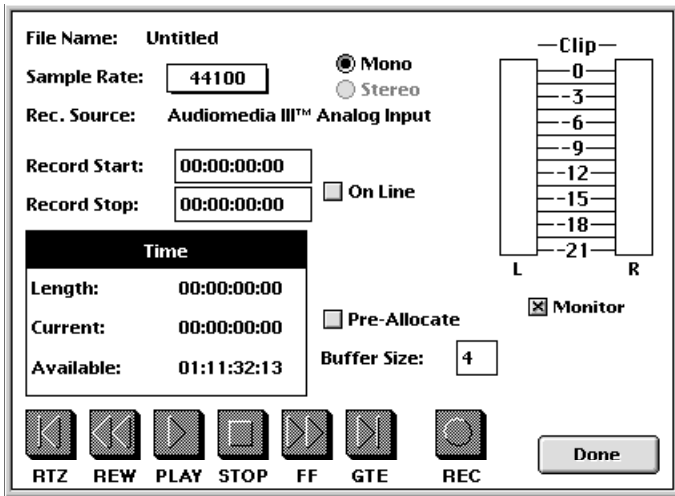 File Name: Untitled
Sample Rate: 44100
Mono
Stereo
Rec. Source: Audiomedia III™ Analog Input
Record Start: 00:00:00:00
Record Stop: 00:00:00:00
On Line
Time
Length: 00:00:00:00
Current: 00:00:00:00
Available: 01:11:32:13
Pre-Allocate
Buffer Size: 4
Clip
0
-3
-6
-9
-12
-15
-18
-21
L R
Monitor
RTZ REW PLAY STOP FF GTE REC
Done